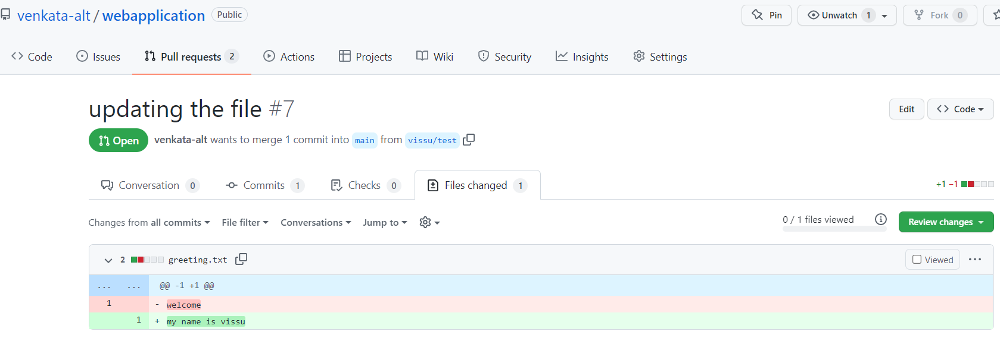 venkata-alt / webapplication Public Pin Unwatch 1 Fork 0
Code Issues Pull requests 2 Actions Projects Wiki Security Insights Settings
updating the file #7 Edit Code
Open venkata-alt wants to merge 1 commit into main from vissu/test
Conversation 0 Commits 1 Checks 0 Files changed 1 +1 −1
Changes from all commits File filter Conversations Jump to 0 / 1 files viewed Review changes
2 greeting.txt Viewed ...
... ... @@ -1 +1 @@
1 - welcome
1 + my name is vissu